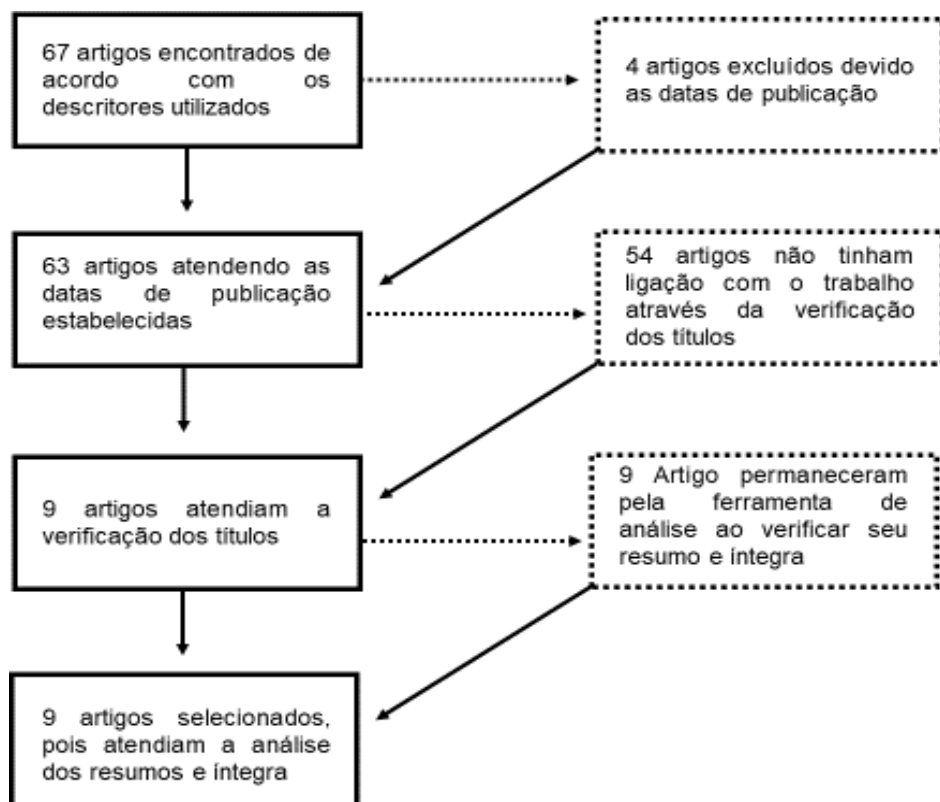 67 artigos encontrados de
acordo com os
descritores utilizados
4 artigos excluídos devido
as datas de publicação
63 artigos atendendo as
datas de publicação
estabelecidas
54 artigos não tinham
ligação com o trabalho
através da verificação
dos títulos
9 artigos atendiam a
verificação dos títulos
9 Artigo permaneceram
pela ferramenta de
análise ao verificar seu
resumo e íntegra
9 artigos selecionados,
pois atendiam a análise
dos resumos e íntegra